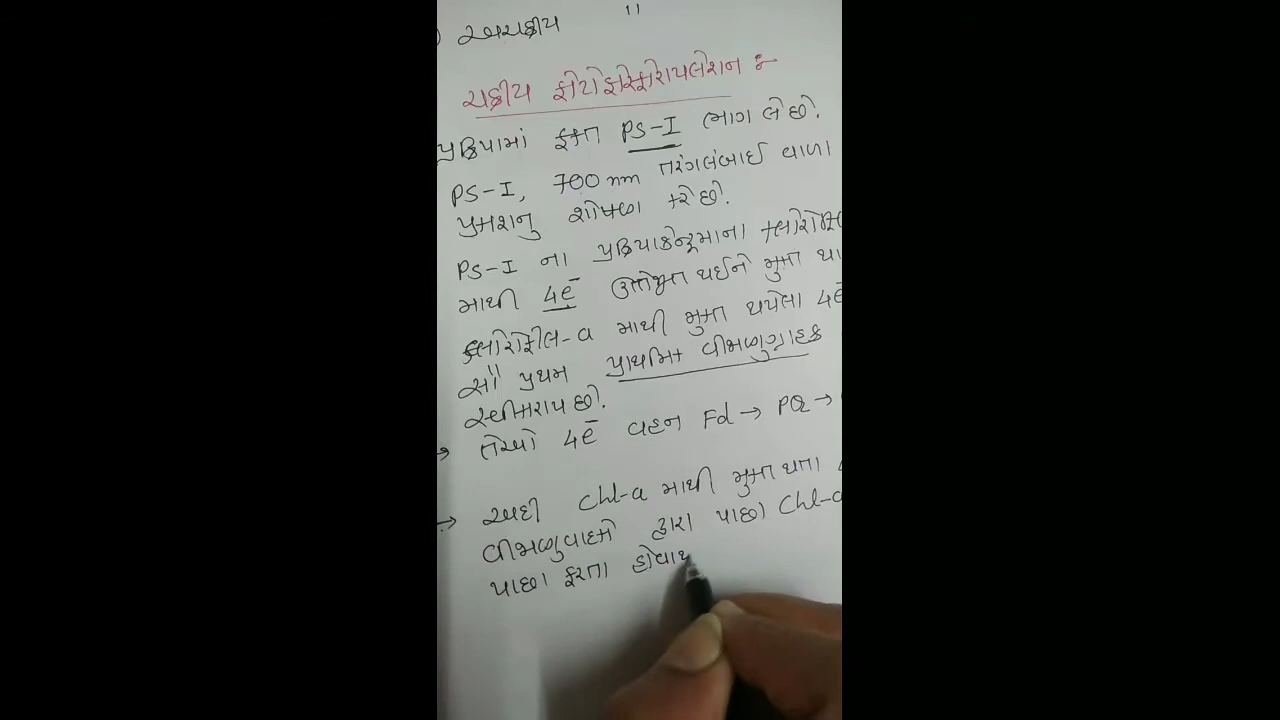 ) અચક્રીય "
ચક્રીય ફોટોફોસ્ફોરાયલેશન :-
પ્રક્રિયામાં ફક્ત PS-I ભાગ લે છે.
PS-I, 700 nm તરંગલંબાઈ વાળા
પ્રકાશનુ શોષણ કરે છે.
PS-I ના પ્રક્રિયાકેન્દ્રમાના ક્લોરોફિ
માથી 4e⁻ ઉત્તેજીત થઈને મુક્ત થા
ક્લોરોફીલ-a માથી મુક્ત થયેલા 4e⁻
સૌ પ્રથમ પ્રાથમિક વીજાણુગ્રાહક
સ્વીકારાય છે.
→ તેઓ 4e⁻ વહન Fd → PQ →
→ અહી Chl-a માથી મુક્ત થતા
વીજાણુવાહકો દ્વારા પાછા Chl-a
પાછા ફરતા હોવાથ